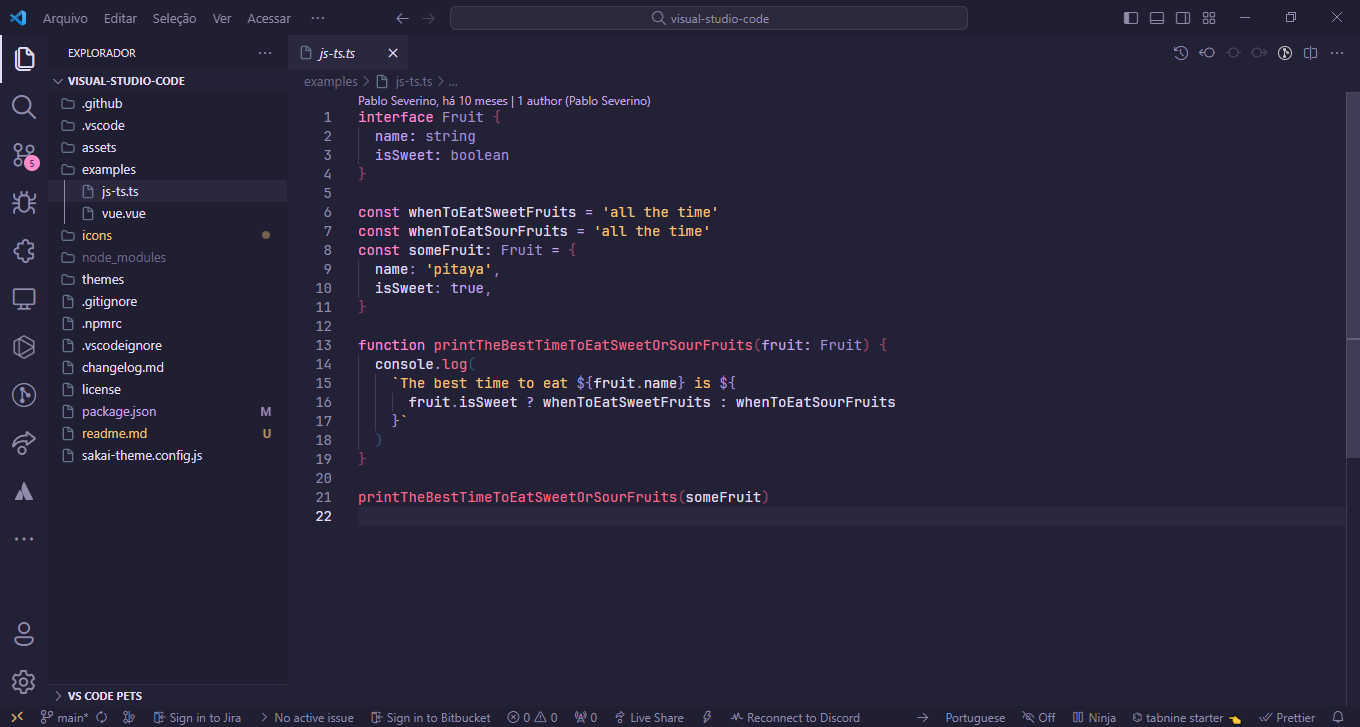 Arquivo Editar Seleção Ver Acessar ··· visual-studio-code
EXPLORADOR ···
VISUAL-STUDIO-CODE
.github
.vscode
assets
examples
js-ts.ts
vue.vue
icons
node_modules
themes
.gitignore
.npmrc
.vscodeignore
changelog.md
license
package.json M
readme.md U
sakai-theme.config.js
VS CODE PETS
5
js-ts.ts
examples > js-ts.ts > ...
Pablo Severino, há 10 meses | 1 author (Pablo Severino)
1 interface Fruit {
2   name: string
3   isSweet: boolean
4 }
5
6 const whenToEatSweetFruits = 'all the time'
7 const whenToEatSourFruits = 'all the time'
8 const someFruit: Fruit = {
9   name: 'pitaya',
10   isSweet: true,
11 }
12
13 function printTheBestTimeToEatSweetOrSourFruits(fruit: Fruit) {
14   console.log(
15     `The best time to eat ${fruit.name} is ${
16       fruit.isSweet ? whenToEatSweetFruits : whenToEatSourFruits
17     }`
18   )
19 }
20
21 printTheBestTimeToEatSweetOrSourFruits(someFruit)
22
main* Sign in to Jira > No active issue Sign in to Bitbucket 0 0 0 Live Share Reconnect to Discord Portuguese Off Ninja tabnine starter Prettier